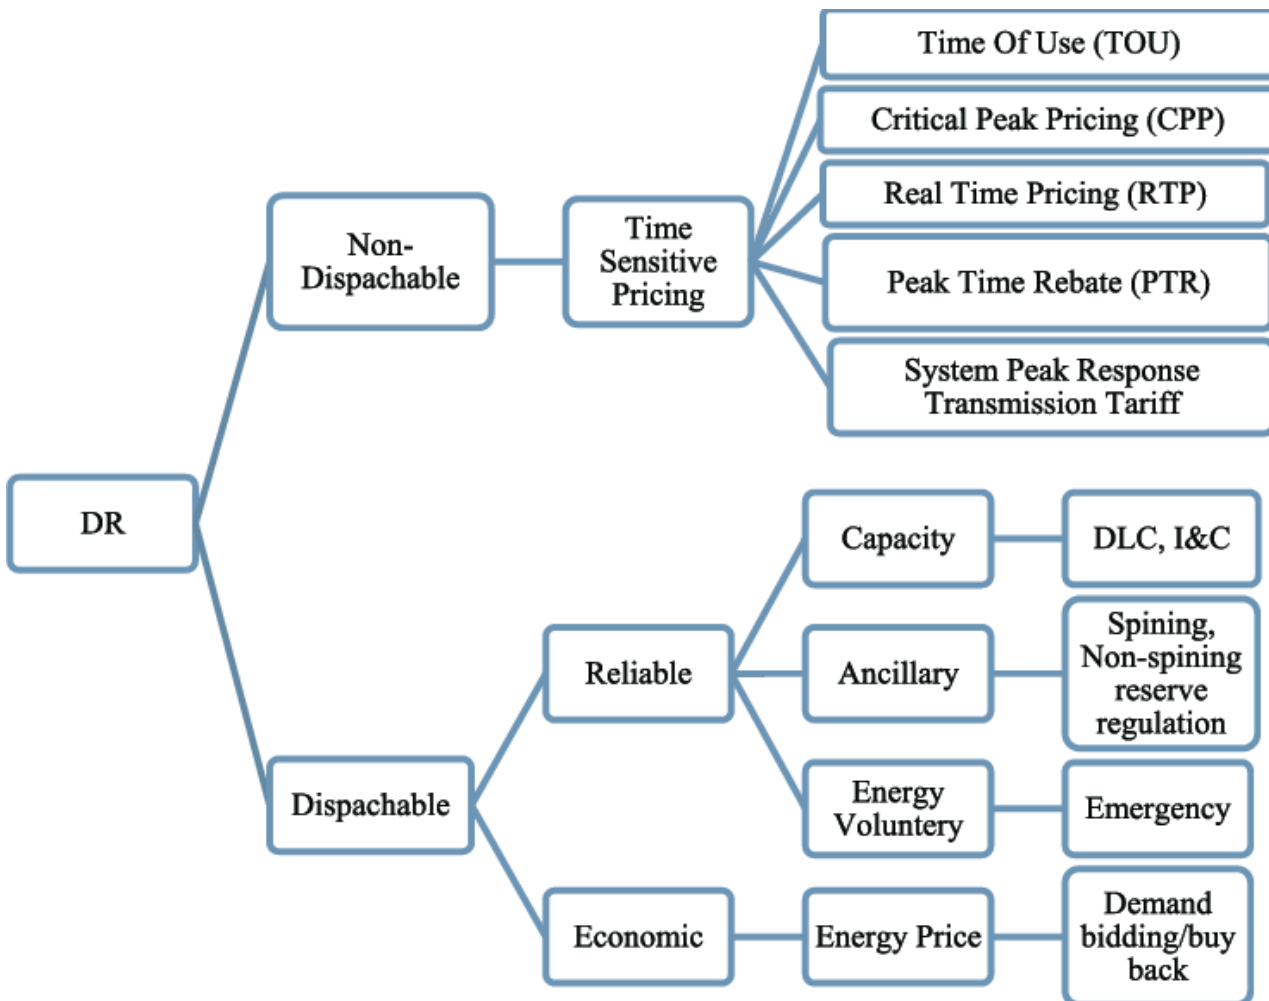 Time Of Use (TOU)
Critical Peak Pricing (CPP)
Real Time Pricing (RTP)
Non-
Dispachable
Time
Sensitive
Pricing
Peak Time Rebate (PTR)
System Peak Response
Transmission Tariff
DR
Capacity
DLC, I&C
Reliable
Ancillary
Spining,
Non-spining
reserve
regulation
Dispachable
Energy
Voluntery
Emergency
Economic
Energy Price
Demand
bidding/buy
back